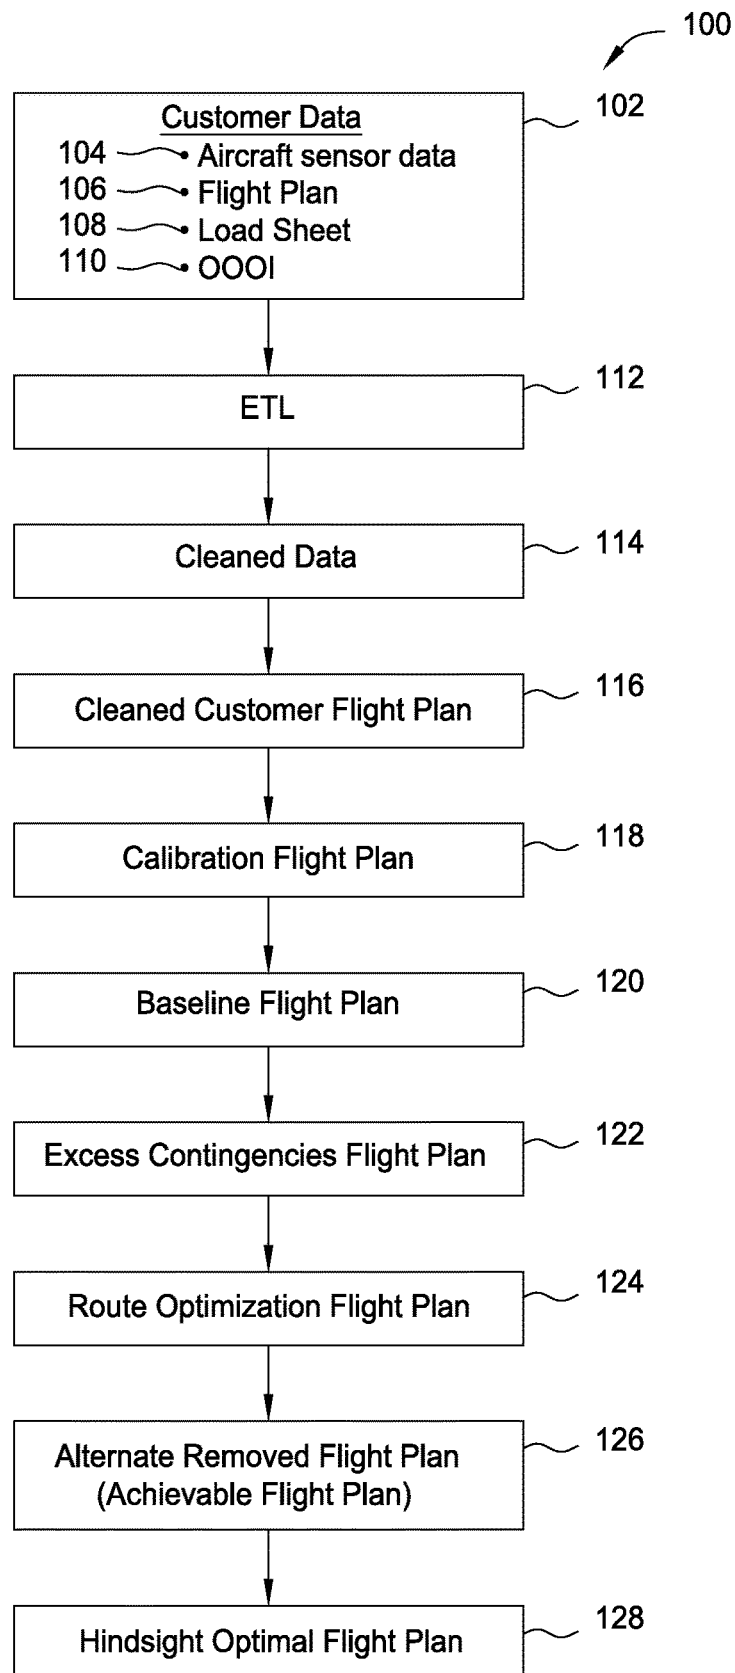 100
Customer Data
102
104 • Aircraft sensor data
106 • Flight Plan
108 • Load Sheet
110 • OOOI
ETL
112
Cleaned Data
114
Cleaned Customer Flight Plan
116
Calibration Flight Plan
118
Baseline Flight Plan
120
Excess Contingencies Flight Plan
122
Route Optimization Flight Plan
124
Alternate Removed Flight Plan
(Achievable Flight Plan)
126
Hindsight Optimal Flight Plan
128